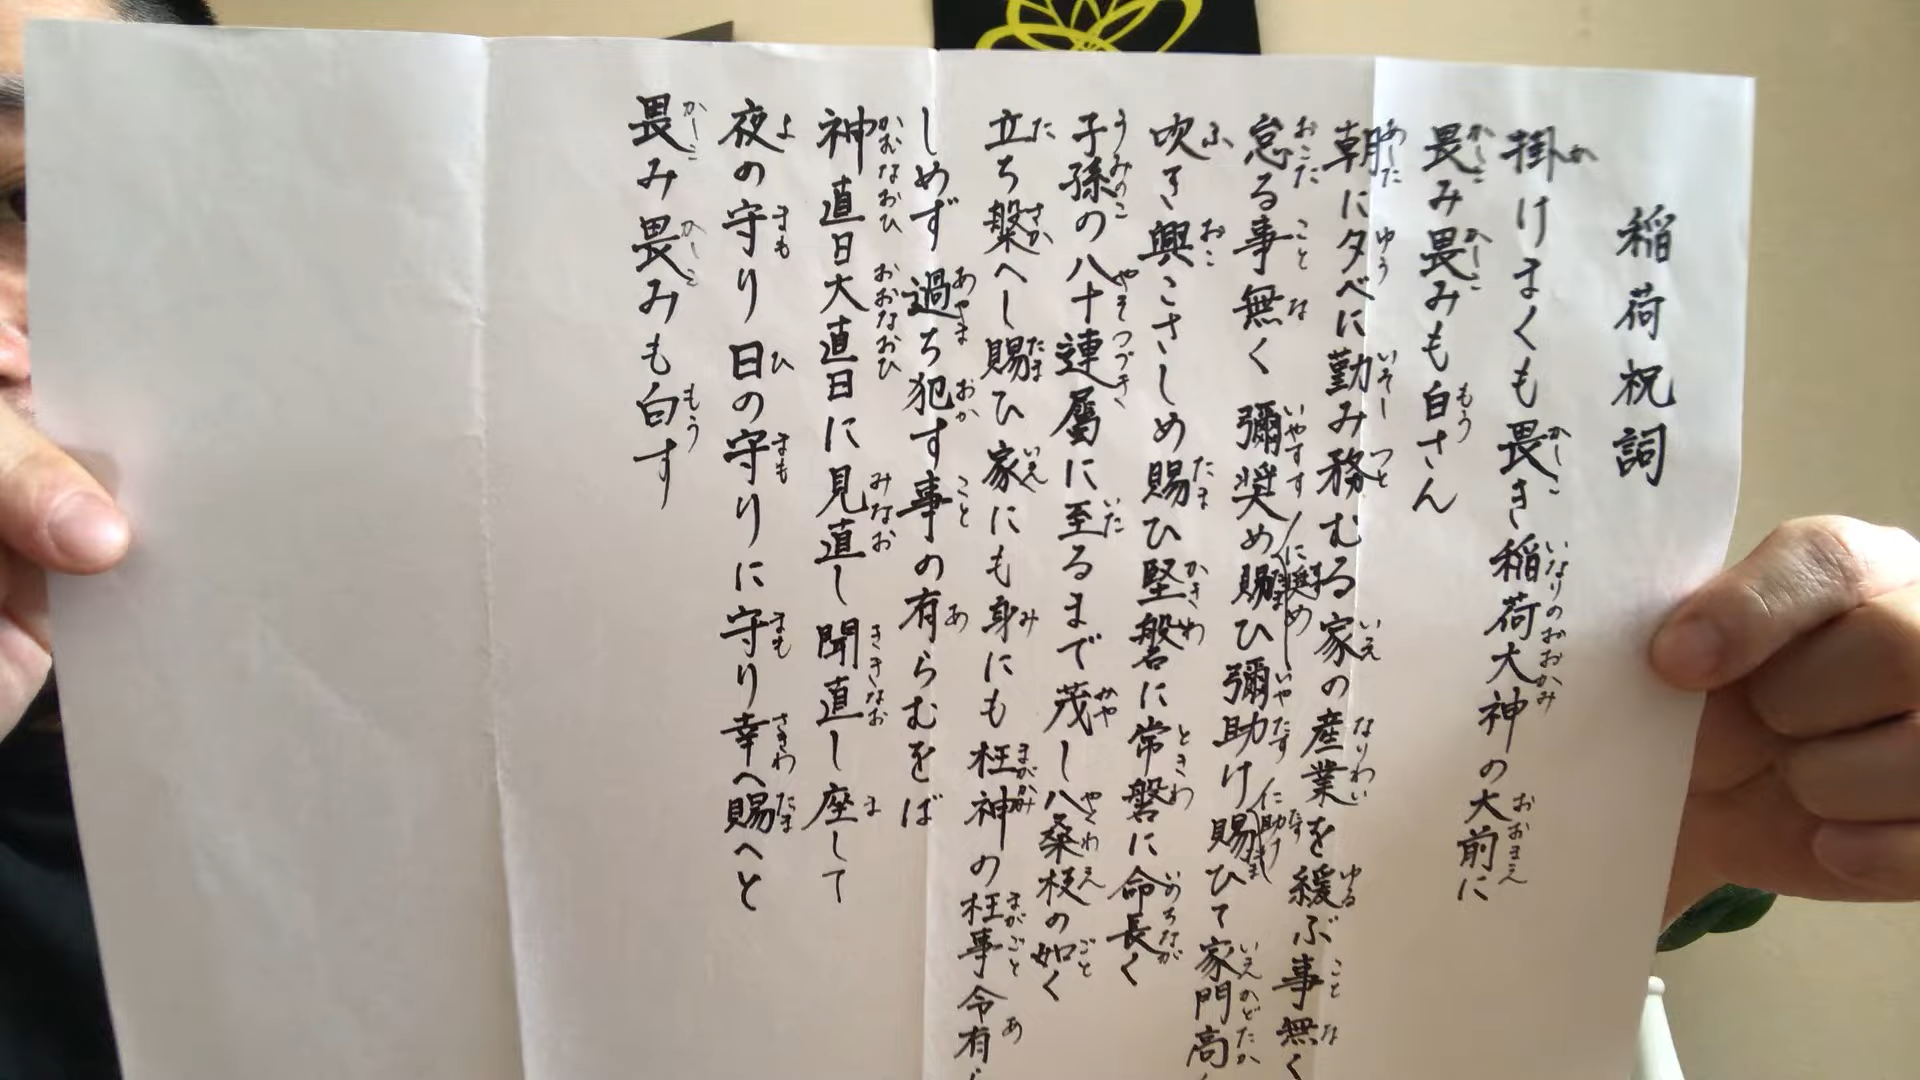 稲荷祝詞
掛けまくも畏き稲荷大神の大前に
畏み畏みも白さん
朝に夕べに勤み務むる家の産業を緩ぶ事無く
怠る事無く彌奨め賜ひ彌助け賜ひて家門高
吹き興こさしめ賜ひ堅磐に常磐に命長く
子孫の八十連屬に至るまで茂し八桑枝の如く
立ち槃へし賜ひ家にも身にも枉神の枉事令有
しめず過ち犯す事の有らむをば
神直日大直日に見直し聞直し座して
夜の守り日の守りに守り幸へ賜へと
畏み畏みも白す